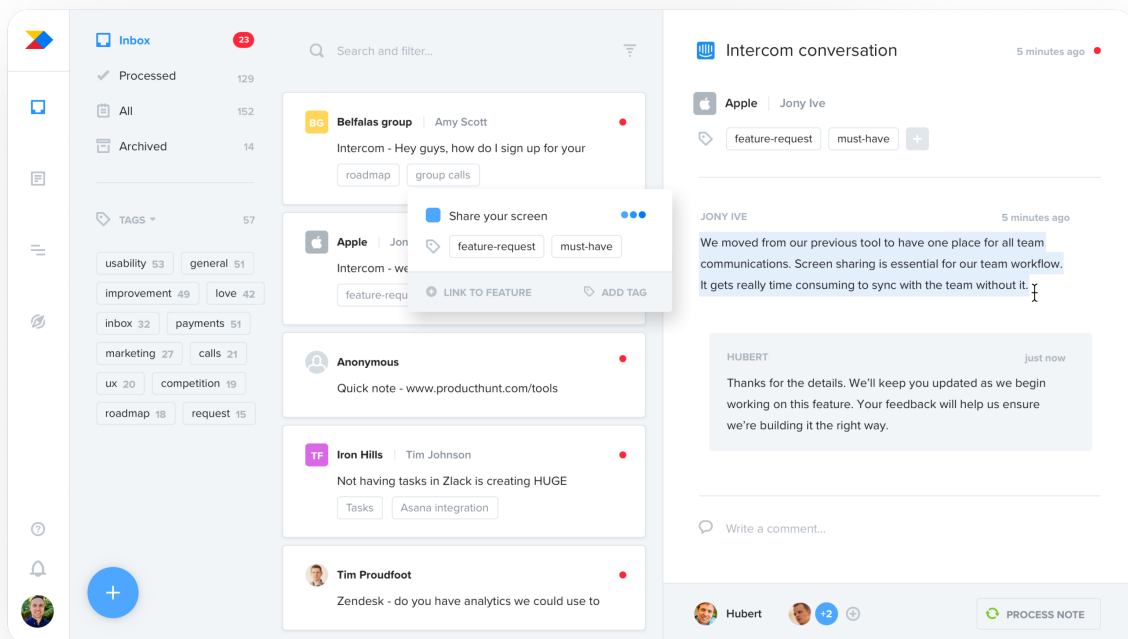 Inbox 23
Processed 129
All 152
Archived 14
TAGS 57
usability 53 general 51
improvement 49 love 42
inbox 32 payments 51
marketing 27 calls 21
ux 20 competition 19
roadmap 18 request 15
?
+
Search and filter...
BG Belfalas group Amy Scott
Intercom - Hey guys, how do I sign up for your
roadmap group calls
Apple Jon
Intercom - we
feature-requ
Share your screen
feature-request must-have
LINK TO FEATURE ADD TAG
Anonymous
Quick note - www.producthunt.com/tools
TF Iron Hills Tim Johnson
Not having tasks in Zlack is creating HUGE
Tasks Asana integration
Tim Proudfoot
Zendesk - do you have analytics we could use to
Intercom conversation 5 minutes ago
Apple Jony Ive
feature-request must-have +
JONY IVE 5 minutes ago
We moved from our previous tool to have one place for all team
communications. Screen sharing is essential for our team workflow.
It gets really time consuming to sync with the team without it.
HUBERT just now
Thanks for the details. We'll keep you updated as we begin
working on this feature. Your feedback will help us ensure
we're building it the right way.
Write a comment...
Hubert +2 PROCESS NOTE